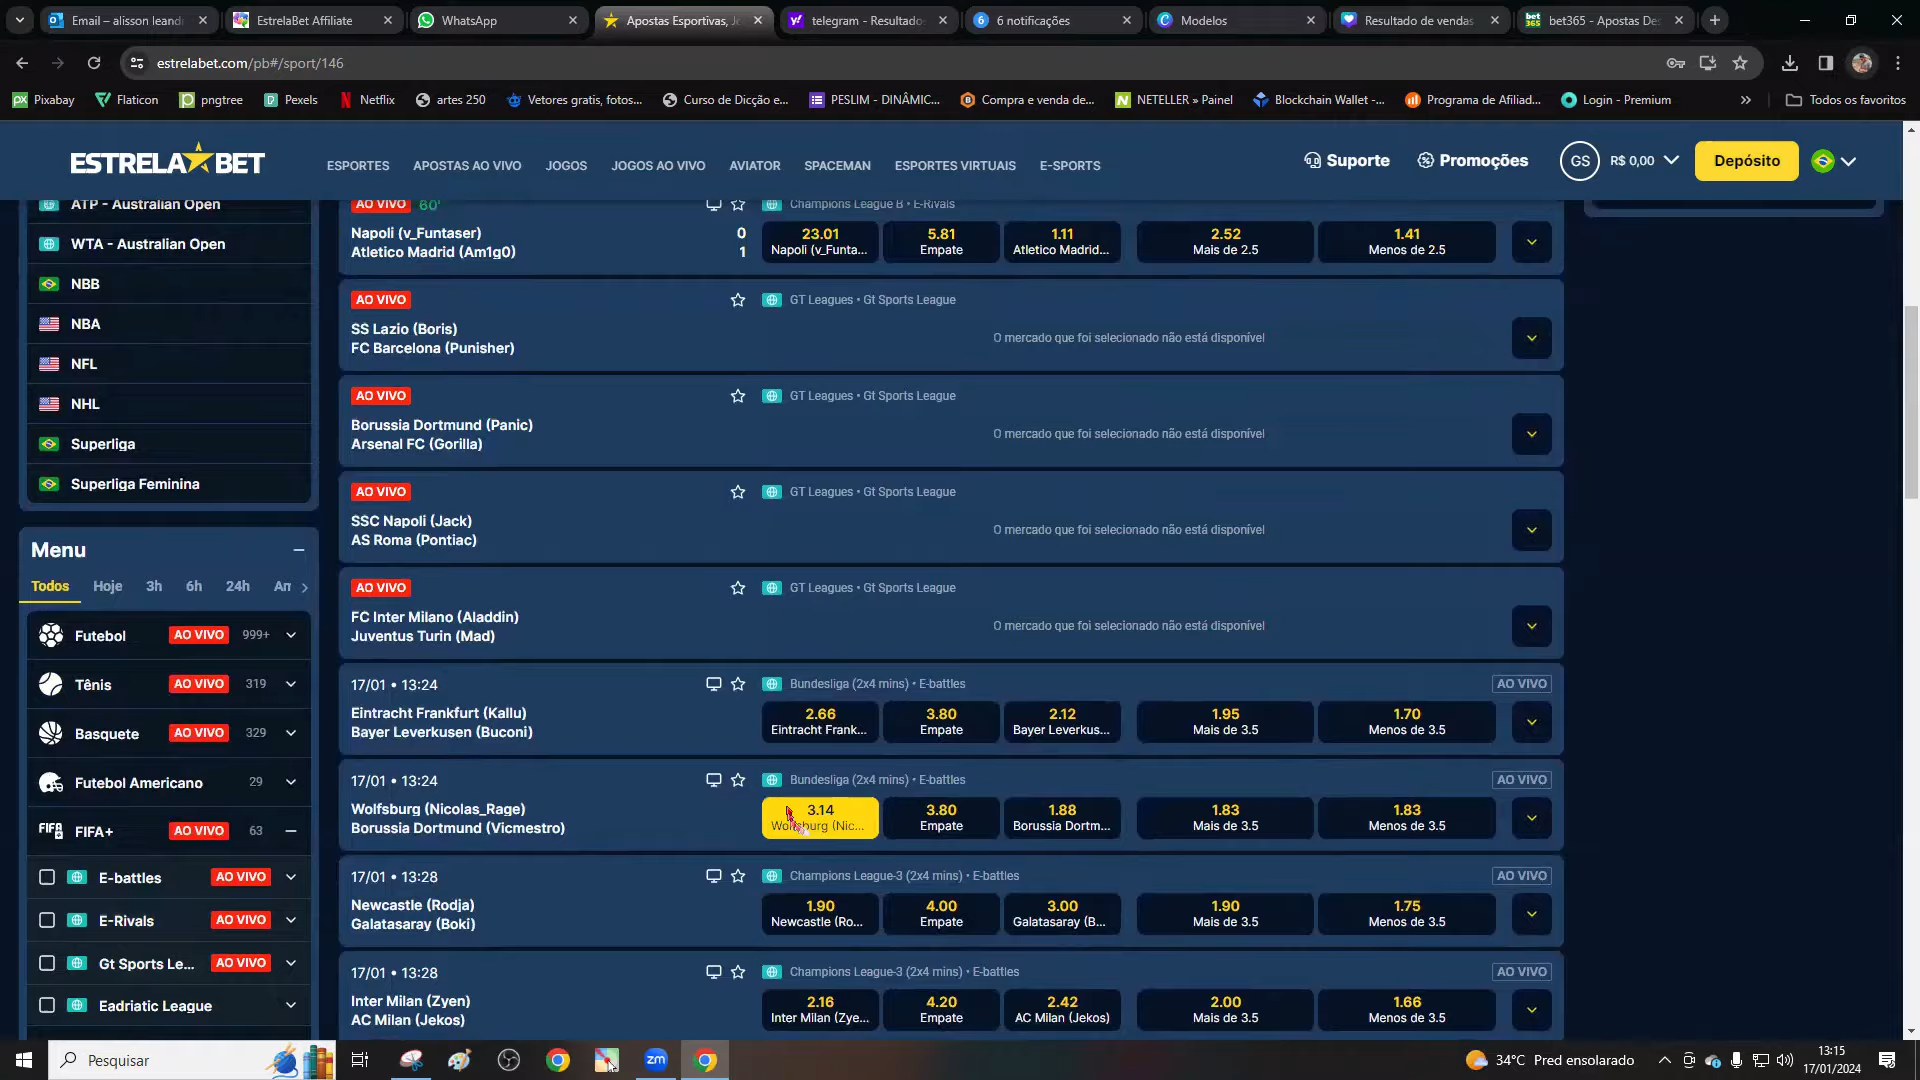 Email – alisson leand
EstrelaBet Affiliate
WhatsApp
Apostas Esportivas, J
telegram - Resultado
6 notificações
Modelos
Resultado de vendas
bet365 - Apostas De
estrelabet.com/pb#/sport/146
Pixabay
Flaticon
pngtree
Pexels
Netflix
artes 250
Vetores gratis, fotos...
Curso de Dicção e...
PESLIM - DINÂMIC...
Compra e venda de...
NETELLER » Painel
Blockchain Wallet -...
Programa de Afiliad...
Login - Premium
Todos os favoritos
ESTRELA BET
ESPORTES
APOSTAS AO VIVO
JOGOS
JOGOS AO VIVO
AVIATOR
SPACEMAN
ESPORTES VIRTUAIS
E-SPORTS
Suporte
Promoções
GS
R$ 0,00
Depósito
ATP - Australian Open
WTA - Australian Open
NBB
NBA
NFL
NHL
Superliga
Superliga Feminina
Menu
Todos
Hoje
3h
6h
24h
Futebol
AO VIVO
999+
Tênis
AO VIVO
319
Basquete
AO VIVO
329
Futebol Americano
29
FIFA+
AO VIVO
63
E-battles
AO VIVO
E-Rivals
AO VIVO
Gt Sports Le...
AO VIVO
Eadriatic League
AO VIVO
60'
Champions League B • E-Rivals
Napoli (v_Funtaser)
0
Atletico Madrid (Am1g0)
1
23.01
Napoli (v_Funta...
5.81
Empate
1.11
Atletico Madrid...
2.52
Mais de 2.5
1.41
Menos de 2.5
AO VIVO
GT Leagues • Gt Sports League
SS Lazio (Boris)
FC Barcelona (Punisher)
O mercado que foi selecionado não está disponível
AO VIVO
GT Leagues • Gt Sports League
Borussia Dortmund (Panic)
Arsenal FC (Gorilla)
O mercado que foi selecionado não está disponível
AO VIVO
GT Leagues • Gt Sports League
SSC Napoli (Jack)
AS Roma (Pontiac)
O mercado que foi selecionado não está disponível
AO VIVO
GT Leagues • Gt Sports League
FC Inter Milano (Aladdin)
Juventus Turin (Mad)
O mercado que foi selecionado não está disponível
17/01 • 13:24
Bundesliga (2x4 mins) • E-battles
AO VIVO
Eintracht Frankfurt (Kallu)
Bayer Leverkusen (Buconi)
2.66
Eintracht Frank...
3.80
Empate
2.12
Bayer Leverkus...
1.95
Mais de 3.5
1.70
Menos de 3.5
17/01 • 13:24
Bundesliga (2x4 mins) • E-battles
AO VIVO
Wolfsburg (Nicolas_Rage)
Borussia Dortmund (Vicmestro)
3.14
Wolfsburg (Nic...
3.80
Empate
1.88
Borussia Dortm...
1.83
Mais de 3.5
1.83
Menos de 3.5
17/01 • 13:28
Champions League-3 (2x4 mins) • E-battles
AO VIVO
Newcastle (Rodja)
Galatasaray (Boki)
1.90
Newcastle (Ro...
4.00
Empate
3.00
Galatasaray (B...
1.90
Mais de 3.5
1.75
Menos de 3.5
17/01 • 13:28
Champions League-3 (2x4 mins) • E-battles
AO VIVO
Inter Milan (Zyen)
AC Milan (Jekos)
2.16
Inter Milan (Zye...
4.20
Empate
2.42
AC Milan (Jekos)
2.00
Mais de 3.5
1.66
Menos de 3.5
Pesquisar
zm
34°C Pred ensolarado
13:15
17/01/2024